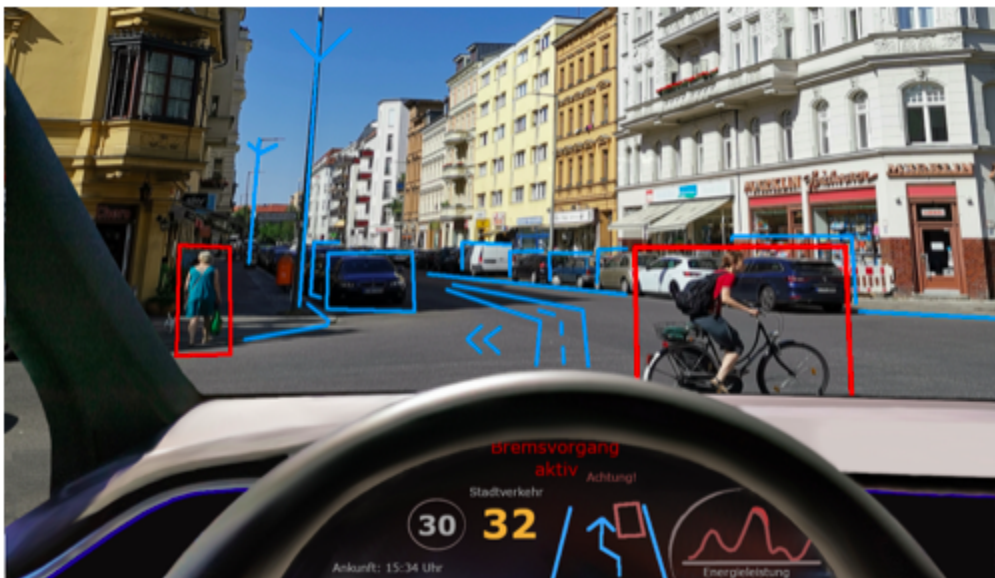 Bremsvorgang
aktiv
Achtung!
Stadtverkehr
30
32
Ankunft: 15:34 Uhr
Energieleistung